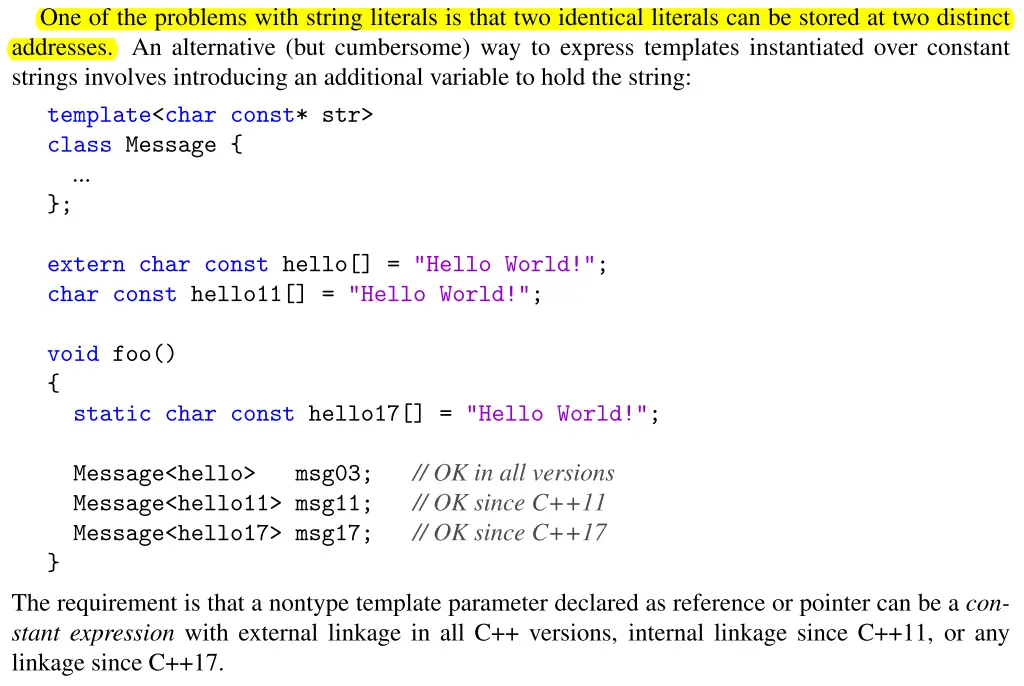 One of the problems with string literals is that two identical literals can be stored at two distinct
addresses. An alternative (but cumbersome) way to express templates instantiated over constant
strings involves introducing an additional variable to hold the string:
template<char const* str>
class Message {
...
};
extern char const hello[] = "Hello World!";
char const hello11[] = "Hello World!";
void foo()
{
static char const hello17[] = "Hello World!";
Message<hello> msg03; // OK in all versions
Message<hello11> msg11; // OK since C++11
Message<hello17> msg17; // OK since C++17
}
The requirement is that a nontype template parameter declared as reference or pointer can be a con-
stant expression with external linkage in all C++ versions, internal linkage since C++11, or any
linkage since C++17.